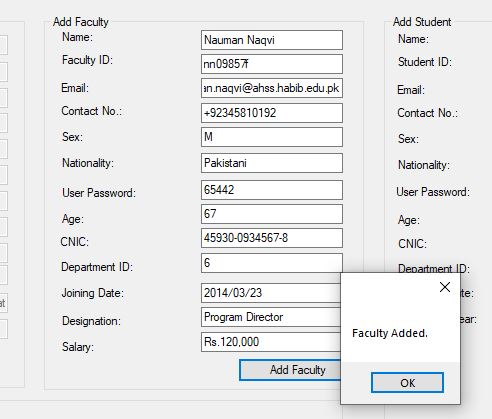 Add Faculty
Name: Nauman Naqvi
Faculty ID: nn09857f
Email: an.naqvi@ahss.habib.edu.pk
Contact No.: +92345810192
Sex: M
Nationality: Pakistani
User Password: 65442
Age: 67
CNIC: 45930-0934567-8
Department ID: 6
Joining Date: 2014/03/23
Designation: Program Director
Salary: Rs.120,000
Add Faculty
Add Student
Name:
Student ID:
Email:
Contact No.:
Sex:
Nationality:
User Password:
Age:
CNIC:
Department ID:
Faculty Added.
OK